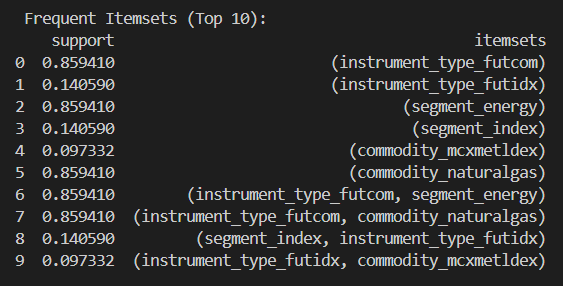 Frequent Itemsets (Top 10):
support itemsets
0 0.859410 (instrument_type_futcom)
1 0.140590 (instrument_type_futidx)
2 0.859410 (segment_energy)
3 0.140590 (segment_index)
4 0.097332 (commodity_mcxmetldex)
5 0.859410 (commodity_naturalgas)
6 0.859410 (instrument_type_futcom, segment_energy)
7 0.859410 (instrument_type_futcom, commodity_naturalgas)
8 0.140590 (segment_index, instrument_type_futidx)
9 0.097332 (instrument_type_futidx, commodity_mcxmetldex)